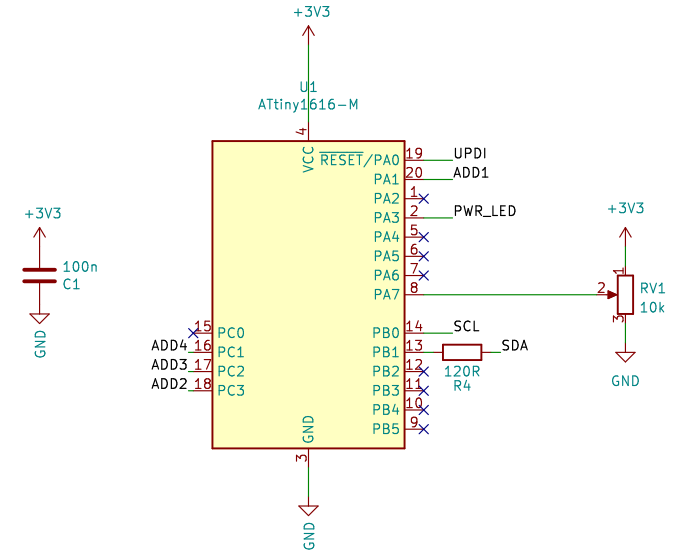 +3V3
U1
ATtiny1616-M
4
VCC
RESET/PA0 19 UPDI
PA1 20 ADD1
PA2 1
PA3 2 PWR_LED
PA4 5
PA5 6
PA6 7
PA7 8
+3V3
100n
C1
GND
+3V3
1
2 RV1
10k
3
GND
15 PC0
ADD4 16 PC1
ADD3 17 PC2
ADD2 18 PC3
PB0 14 SCL
PB1 13 SDA
120R
R4
PB2 12
PB3 11
PB4 10
PB5 9
GND
3
GND